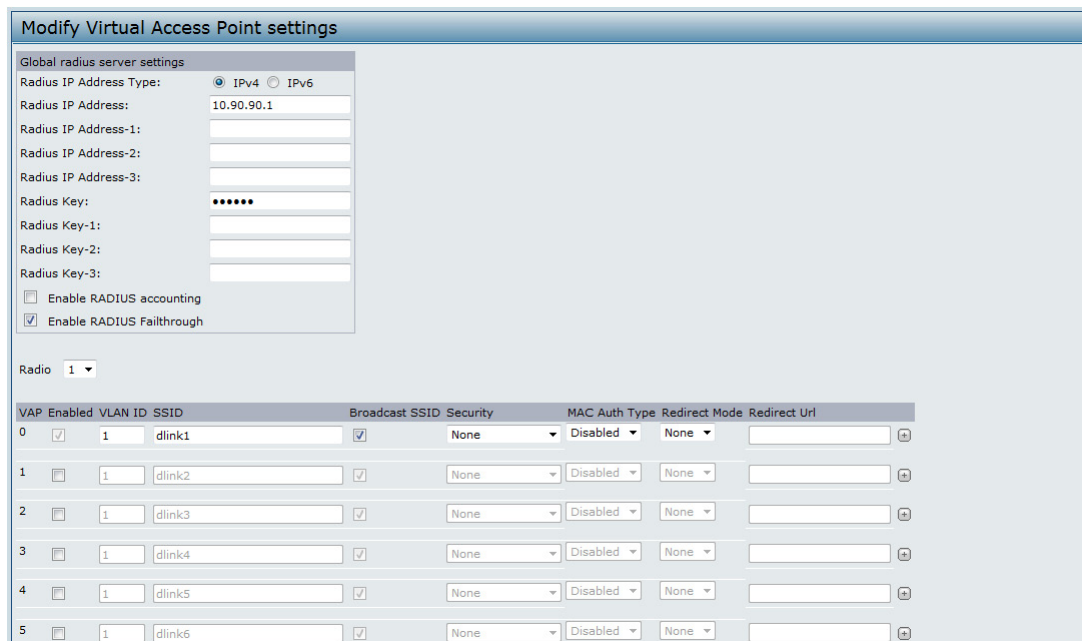 Modify Virtual Access Point settings
Global radius server settings
Radius IP Address Type: IPv4 IPv6
Radius IP Address: 10.90.90.1
Radius IP Address-1:
Radius IP Address-2:
Radius IP Address-3:
Radius Key: ••••••
Radius Key-1:
Radius Key-2:
Radius Key-3:
Enable RADIUS accounting
Enable RADIUS Failthrough
Radio 1
VAP Enabled VLAN ID SSID Broadcast SSID Security MAC Auth Type Redirect Mode Redirect Url
0 1 dlink1 None Disabled None
1 1 dlink2 None Disabled None
2 1 dlink3 None Disabled None
3 1 dlink4 None Disabled None
4 1 dlink5 None Disabled None
5 1 dlink6 None Disabled None